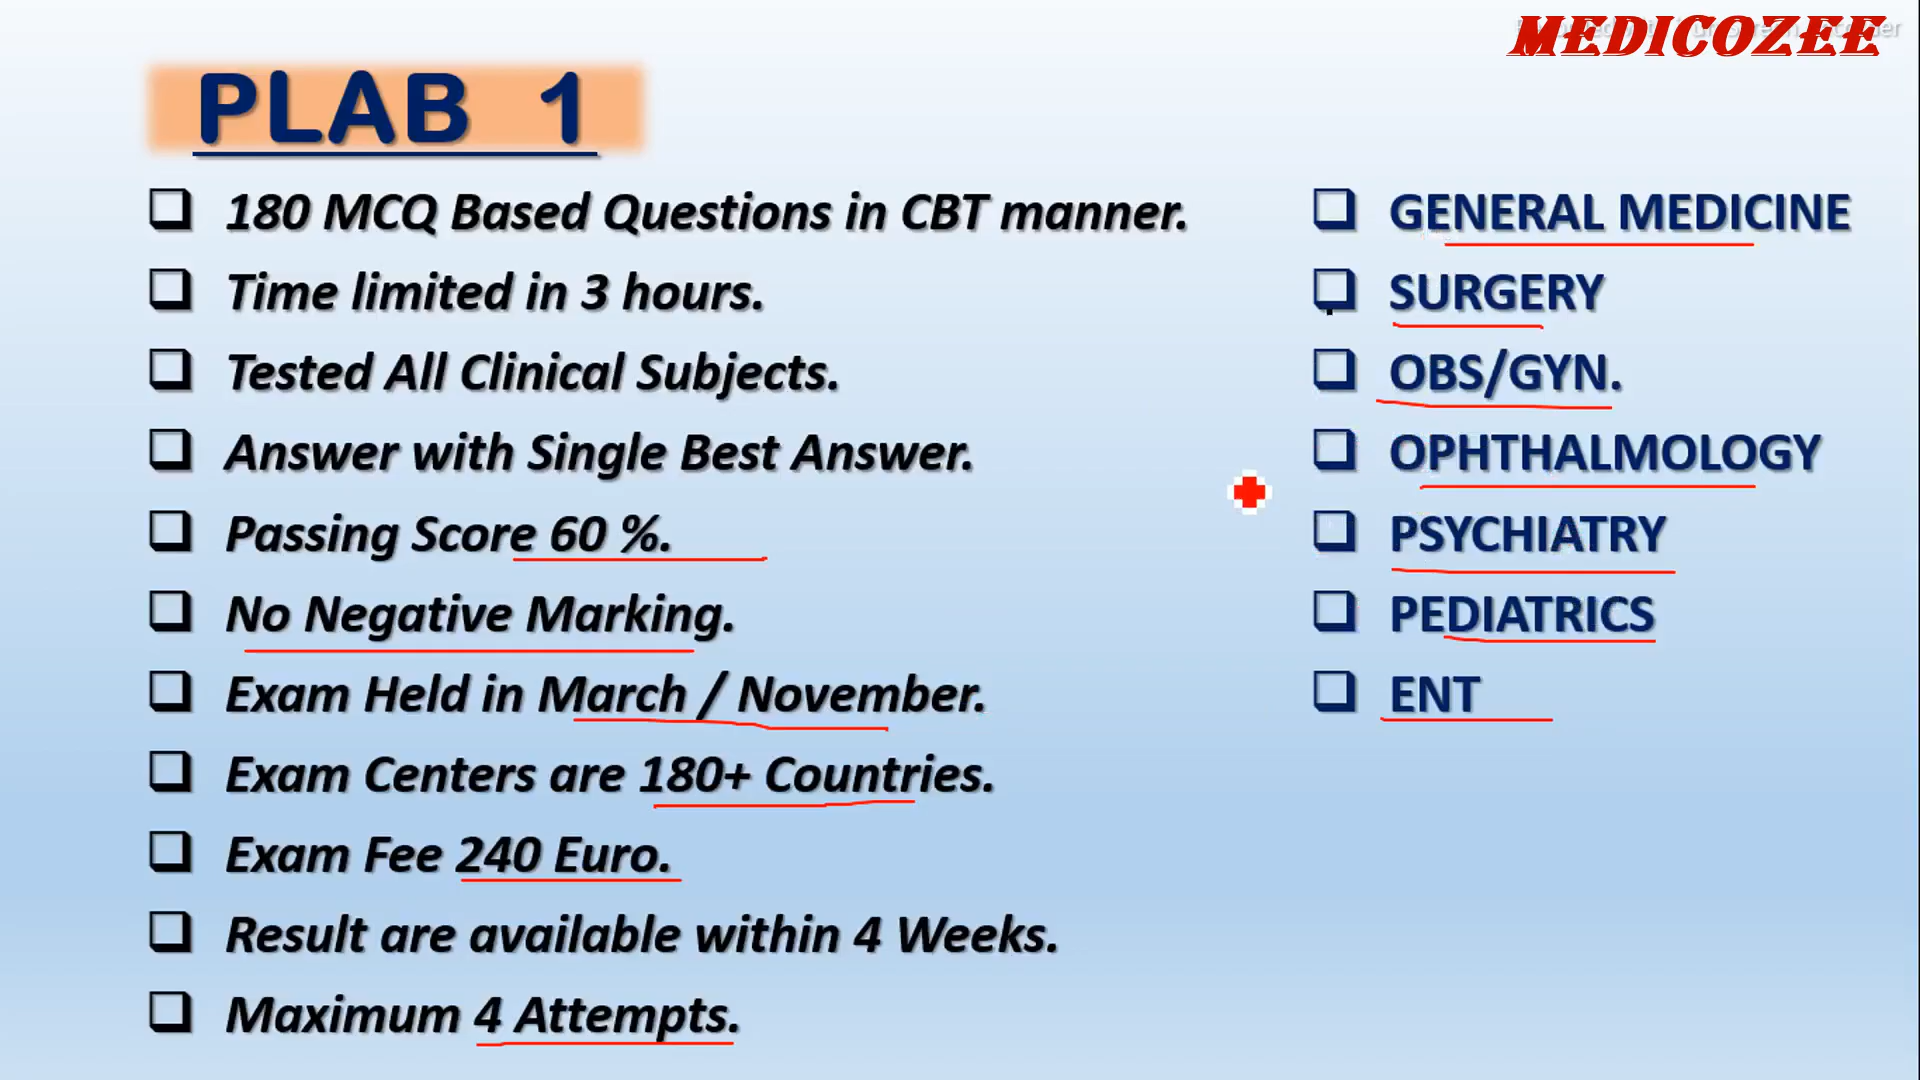 MEDICOZEE
PLAB 1
180 MCQ Based Questions in CBT manner.
Time limited in 3 hours.
Tested All Clinical Subjects.
Answer with Single Best Answer.
Passing Score 60 %.
No Negative Marking.
Exam Held in March / November.
Exam Centers are 180+ Countries.
Exam Fee 240 Euro.
Result are available within 4 Weeks.
Maximum 4 Attempts.
GENERAL MEDICINE
SURGERY
OBS/GYN.
OPHTHALMOLOGY
PSYCHIATRY
PEDIATRICS
ENT